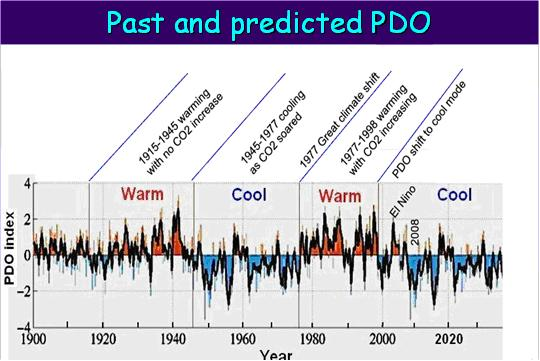 Past and predicted PDO
1915-1945 warming
with no CO2 increase
1945-1977 cooling
as CO2 soared
1977 Great climate shift
1977-1998 warming
with CO2 increasing
PDO shift to cool mode
Warm
Cool
Warm
El Nino
2008
Cool
PDO Index
4
2
0
-2
-4
1900
1920
1940
1960
1980
2000
2020
Year